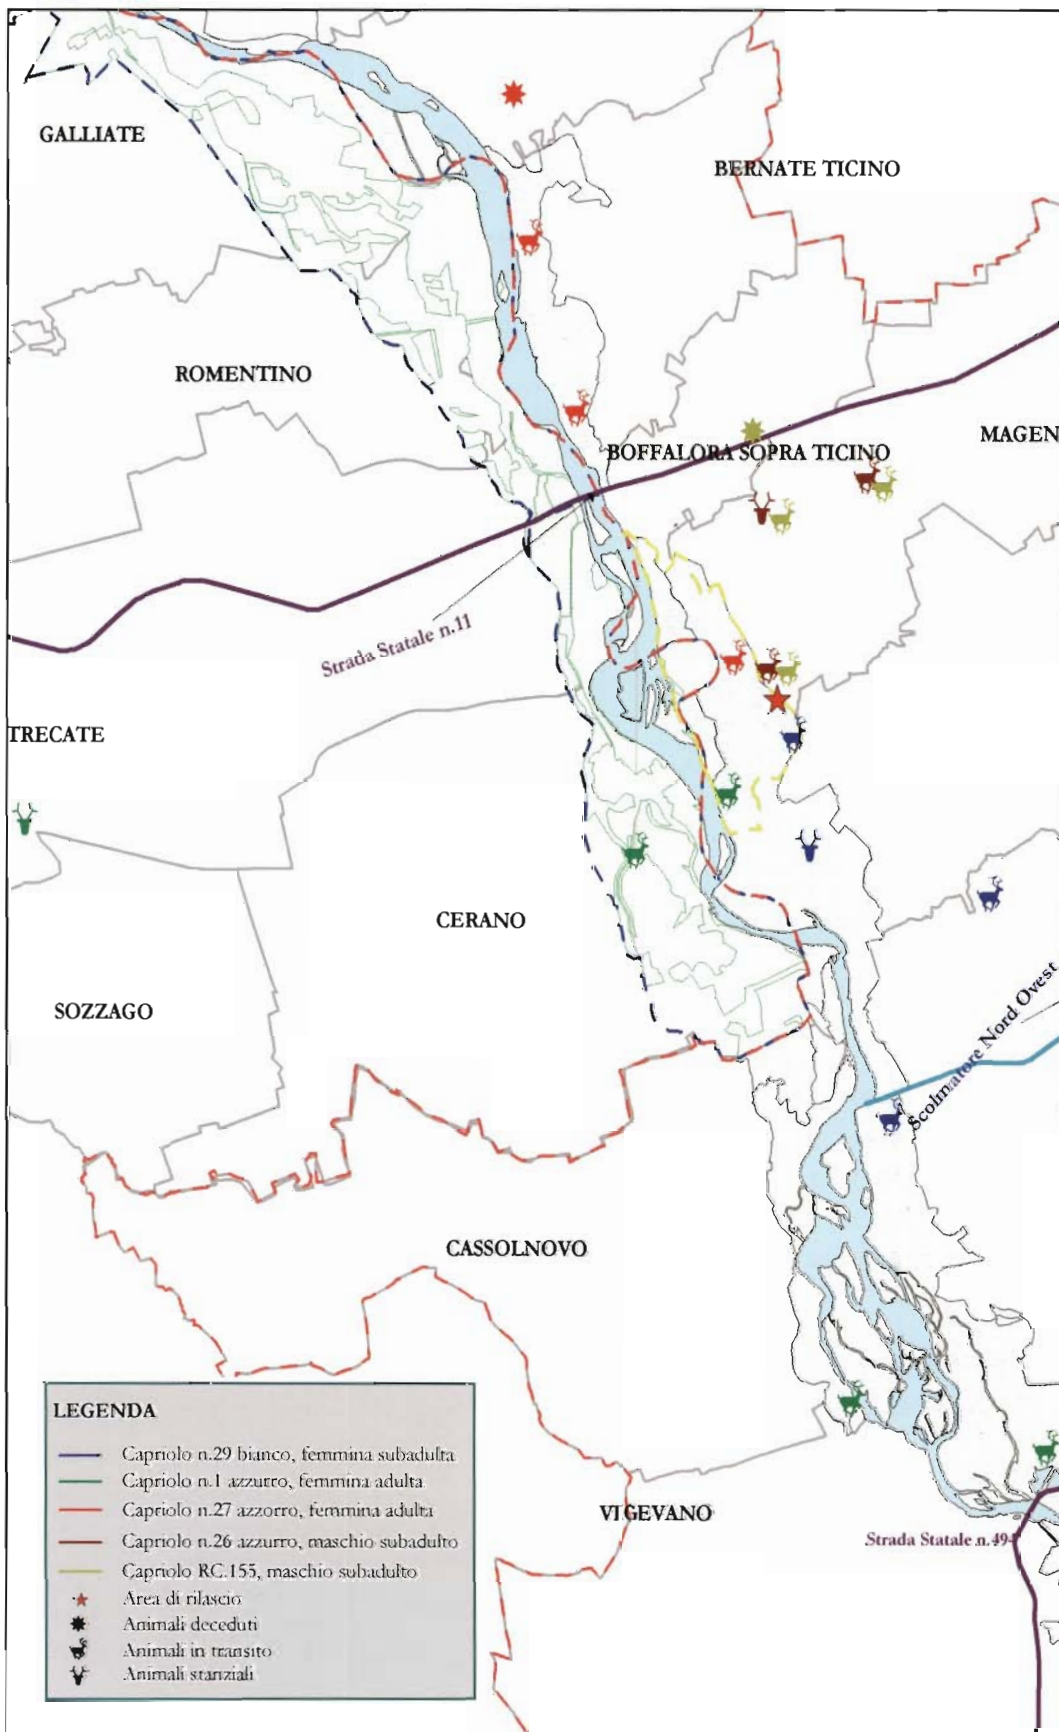 GALLIATE
BERNATE TICINO
ROMENTINO
BOFFALORA SOPRA TICINO
MAGEN
Strada Statale n.11
TRECATE
CERANO
SOZZAGO
Scolmatore Nord Ovest
CASSOLNOVO
VIGEVANO
Strada Statale n.494
LEGENDA
Capriolo n.29 bianco, femmina subadulta
Capriolo n.1 azzurro, femmina adulta
Capriolo n.27 azzorro, femmina adulta
Capriolo n.26 azzurro, maschio subadulto
Capriolo RC.155, maschio subadulto
Area di rilascio
Animali deceduti
Animali in transito
Animali stanziali